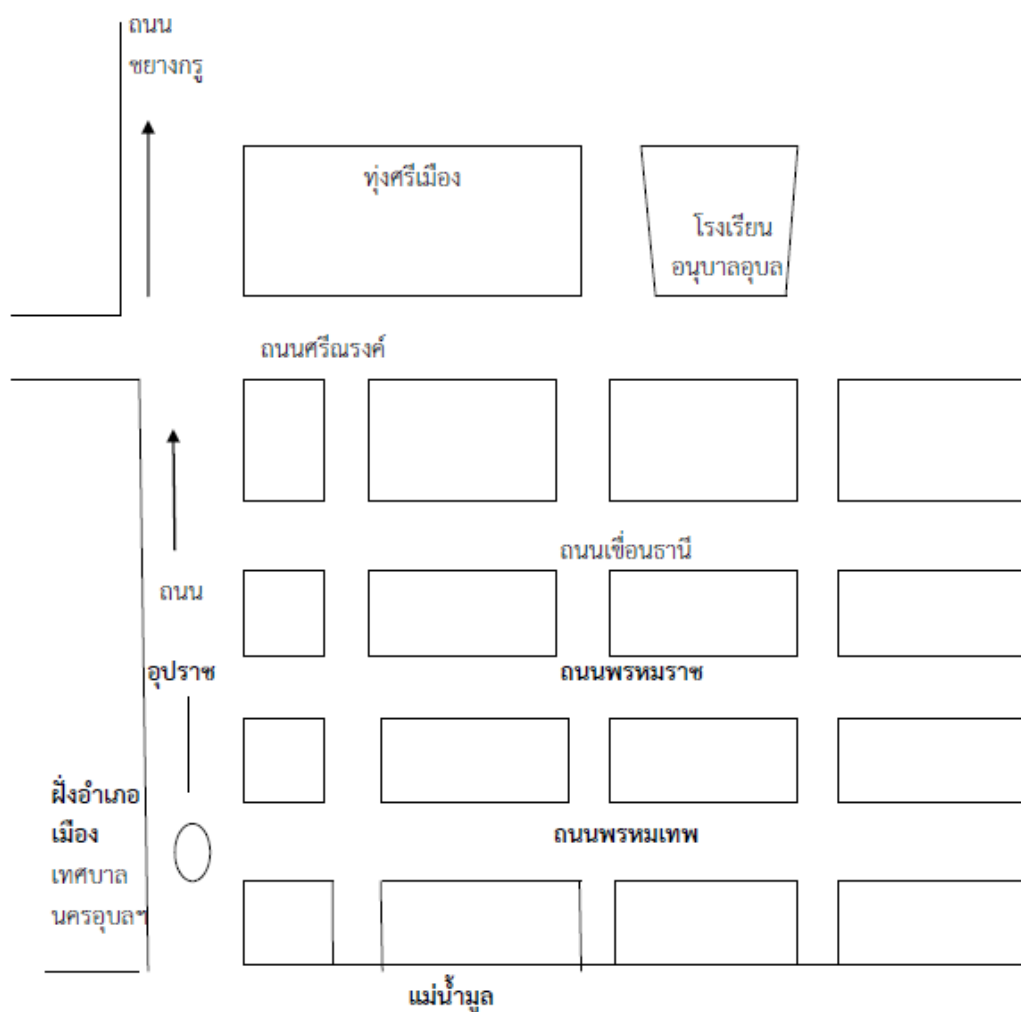 ถนน
ชยางกรู
ทุ่งศรีเมือง
โรงเรียน
อนุบาลอุบล
ถนนศรีณรงค์
ถนนเขื่อนธานี
ถนน
อุปราช
ถนนพรหมราช
ฝั่งอำเภอ
เมือง
เทศบาล
นครอุบลฯ
ถนนพรหมเทพ
แม่น้ำมูล